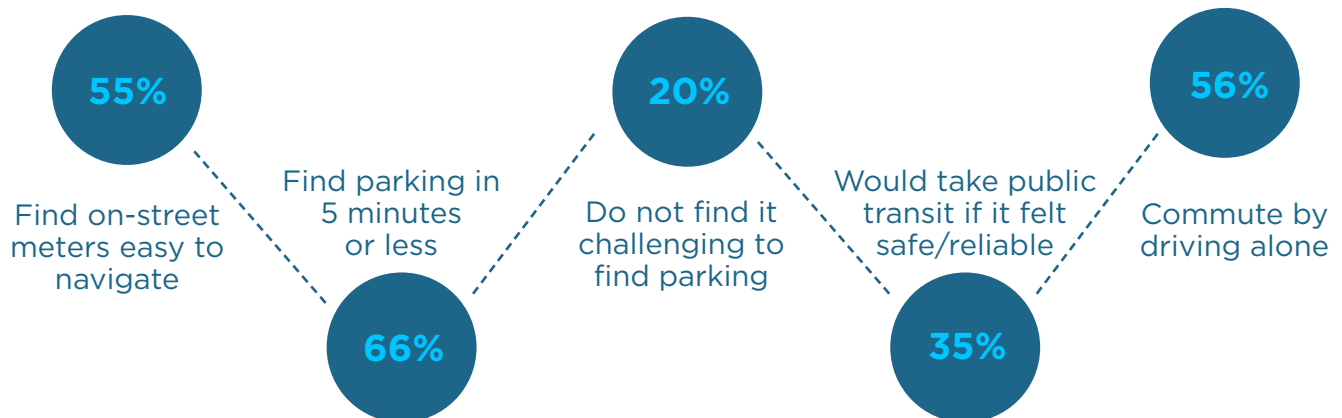 55%
Find on-street
meters easy to
navigate
Find parking in
5 minutes
or less
66%
20%
Do not find it
challenging to
find parking
Would take public
transit if it felt
safe/reliable
35%
56%
Commute by
driving alone